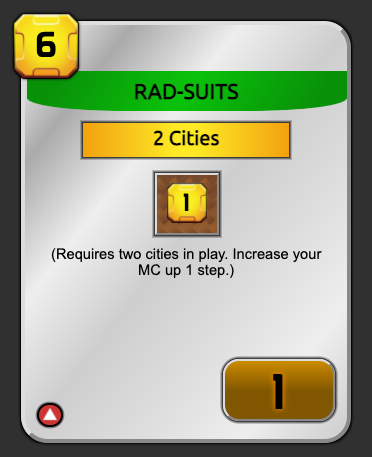 6
RAD-SUITS
2 Cities
1
(Requires two cities in play. Increase your
MC up 1 step.)
1